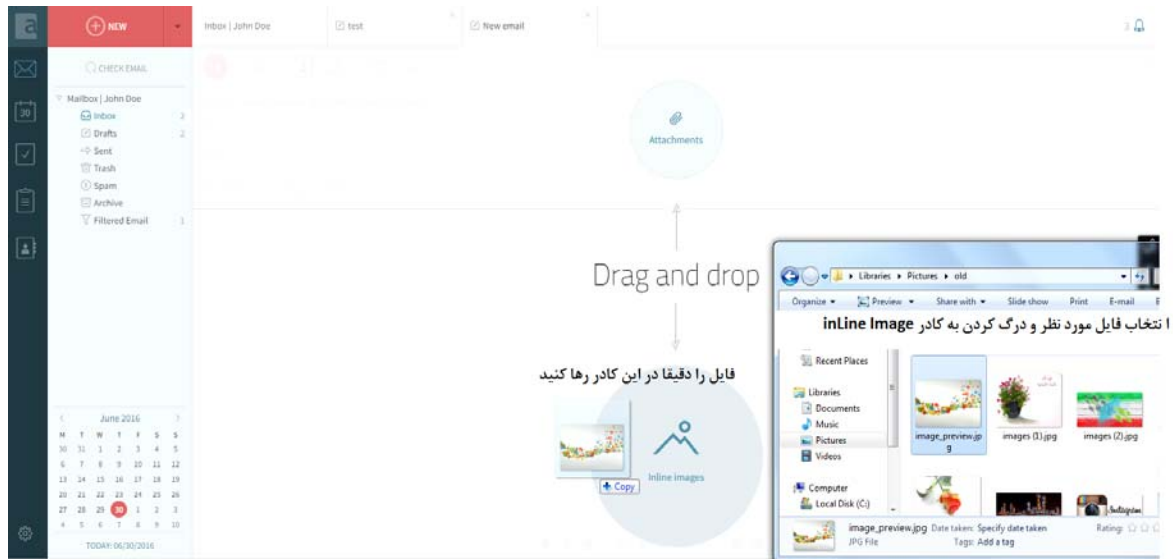 NEW
Inbox | John Doe
test
New email
3
CHECK EMAIL
Mailbox | John Doe
Inbox 2
Drafts 2
Sent
Trash
Spam
Archive
Filtered Email 1
30
Attachments
Drag and drop
فایل را دقیقا در این کادر رها کنید
Copy
Inline images
Libraries Pictures old
Organize Preview Share with Slide show Print E-mail
انتخاب فایل مورد نظر و درگ کردن به کادر inLine Image
Recent Places
Libraries
Documents
Music
Pictures
Videos
Computer
Local Disk (C:)
image_preview.jp
g
images (1).jpg
images (2).jpg
Instagram
image_preview.jpg Date taken: Specify date taken Rating:
JPG File Tags: Add a tag
June 2016
M T W T F S S
30 31 1 2 3 4 5
6 7 8 9 10 11 12
13 14 15 16 17 18 19
20 21 22 23 24 25 26
27 28 29 30 1 2 3
4 5 6 7 8 9 10
TODAY: 06/30/2016